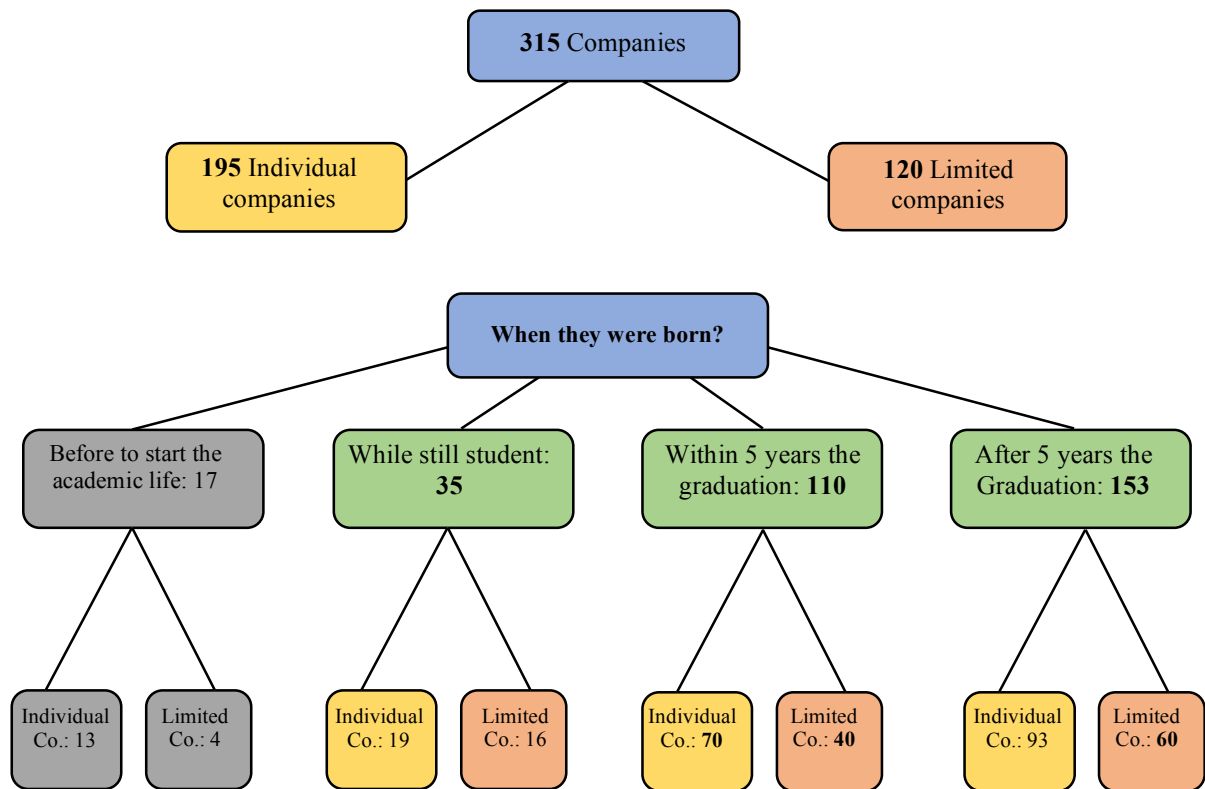 315 Companies
195 Individual
companies
120 Limited
companies
When they were born?
Before to start the
academic life: 17
While still student:
35
Within 5 years the
graduation: 110
After 5 years the
Graduation: 153
Individual
Co.: 13
Limited
Co.: 4
Individual
Co.: 19
Limited
Co.: 16
Individual
Co.: 70
Limited
Co.: 40
Individual
Co.: 93
Limited
Co.: 60